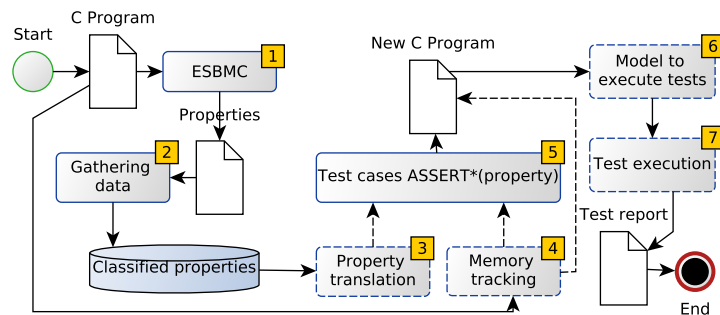 C Program
Start
1
ESBMC
Properties
2
Gathering
data
Classified properties
3
Property
translation
4
Memory
tracking
5
Test cases ASSERT*(property)
New C Program
6
Model to
execute tests
7
Test execution
Test report
End